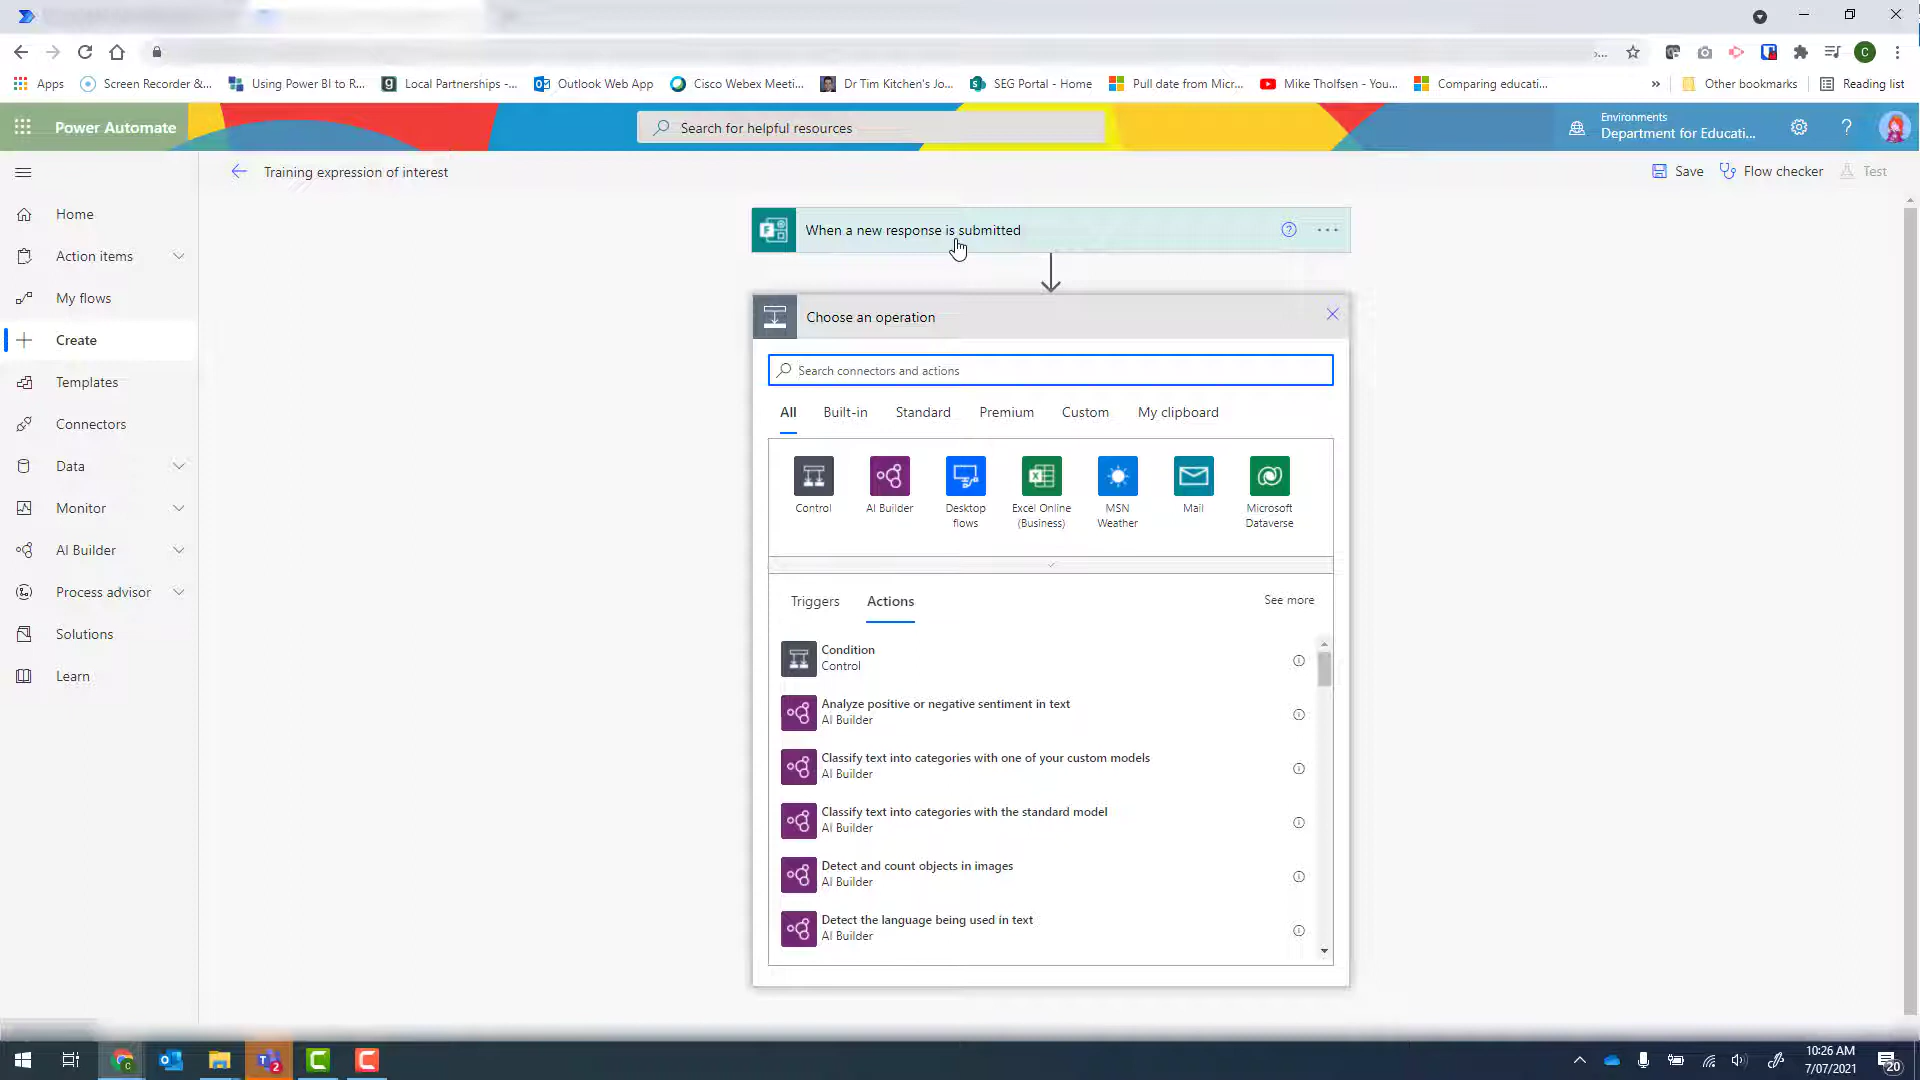 ...
Apps
Screen Recorder &...
Using Power BI to R...
Local Partnerships -...
Outlook Web App
Cisco Webex Meeti...
Dr Tim Kitchen's Jo...
SEG Portal - Home
Pull date from Micr...
Mike Tholfsen - You...
Comparing educati...
»
Other bookmarks
Reading list
C
Power Automate
Search for helpful resources
Environments
Department for Educati...
?
Training expression of interest
Save
Flow checker
Test
Home
Action items
My flows
Create
Templates
Connectors
Data
Monitor
AI Builder
Process advisor
Solutions
Learn
When a new response is submitted
Choose an operation
Search connectors and actions
All
Built-in
Standard
Premium
Custom
My clipboard
Control
AI Builder
Desktop
flows
Excel Online
(Business)
MSN
Weather
Mail
Microsoft
Dataverse
Triggers
Actions
See more
Condition
Control
Analyze positive or negative sentiment in text
AI Builder
Classify text into categories with one of your custom models
AI Builder
Classify text into categories with the standard model
AI Builder
Detect and count objects in images
AI Builder
Detect the language being used in text
AI Builder
10:26 AM
7/07/2021
20